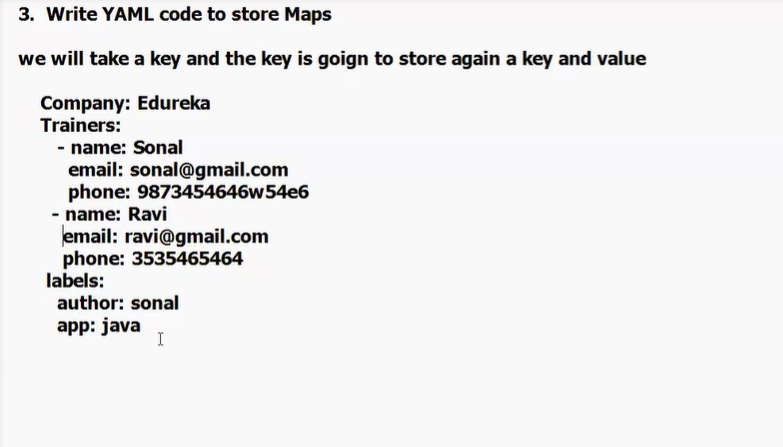 3. Write YAML code to store Maps
we will take a key and the key is goign to store again a key and value
Company: Edureka
Trainers:
- name: Sonal
email: sonal@gmail.com
phone: 9873454646w54e6
- name: Ravi
email: ravi@gmail.com
phone: 3535465464
labels:
author: sonal
app: java